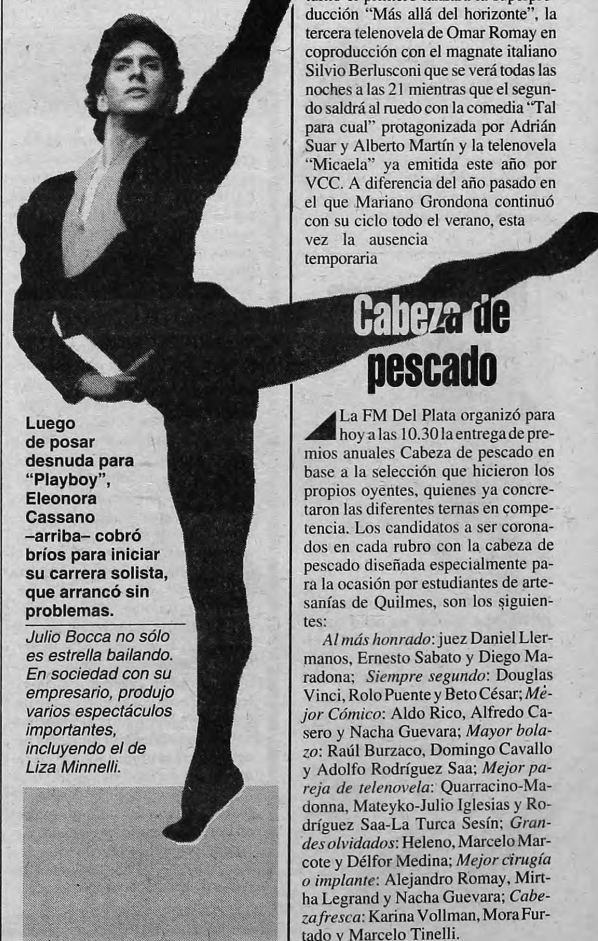 Luego
de posar
desnuda para
“Playboy”,
Eleonora
Cassano
–arriba– cobró
bríos para iniciar
su carrera solista,
que arrancó sin
problemas.
Julio Bocca no sólo
es estrella bailando.
En sociedad con su
empresario, produjo
varios espectáculos
importantes,
incluyendo el de
Liza Minnelli.
ducción “Más allá del horizonte”, la
tercera telenovela de Omar Romay en
coproducción con el magnate italiano
Silvio Berlusconi que se verá todas las
noches a las 21 mientras que el segun-
do saldrá al ruedo con la comedia “Tal
para cual” protagonizada por Adrián
Suar y Alberto Martín y la telenovela
“Micaela” ya emitida este año por
VCC. A diferencia del año pasado en
el que Mariano Grondona continuó
con su ciclo todo el verano, esta
vez la ausencia
temporaria
Cabeza de
pescado
La FM Del Plata organizó para
hoy a las 10.30 la entrega de pre-
mios anuales Cabeza de pescado en
base a la selección que hicieron los
propios oyentes, quienes ya concre-
taron las diferentes ternas en compe-
tencia. Los candidatos a ser corona-
dos en cada rubro con la cabeza de
pescado diseñada especialmente pa-
ra la ocasión por estudiantes de arte-
sanías de Quilmes, son los siguien-
tes:
Al más honrado: juez Daniel Ller-
manos, Ernesto Sabato y Diego Ma-
radona; Siempre segundo: Douglas
Vinci, Rolo Puente y Beto César; Me-
jor Cómico: Aldo Rico, Alfredo Ca-
sero y Nacha Guevara; Mayor bola-
zo: Raúl Burzaco, Domingo Cavallo
y Adolfo Rodríguez Saa; Mejor pa-
reja de telenovela: Quarracino-Ma-
donna, Mateyko-Julio Iglesias y Ro-
dríguez Saa-La Turca Sesín; Gran-
des olvidados: Heleno, Marcelo Mar-
cote y Délfor Medina; Mejor cirugía
o implante: Alejandro Romay, Mirt-
ha Legrand y Nacha Guevara; Cabe-
za fresca: Karina Vollman, Mora Fur-
tado y Marcelo Tinelli.